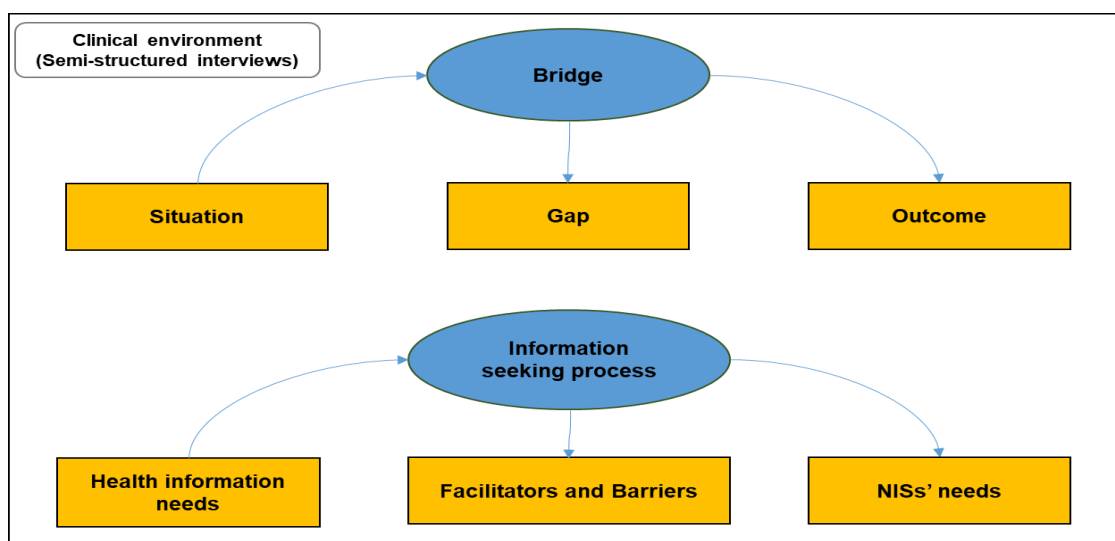 Clinical environment
(Semi-structured interviews)
Bridge
Situation
Gap
Outcome
Information
seeking process
Health information
needs
Facilitators and Barriers
NISs’ needs